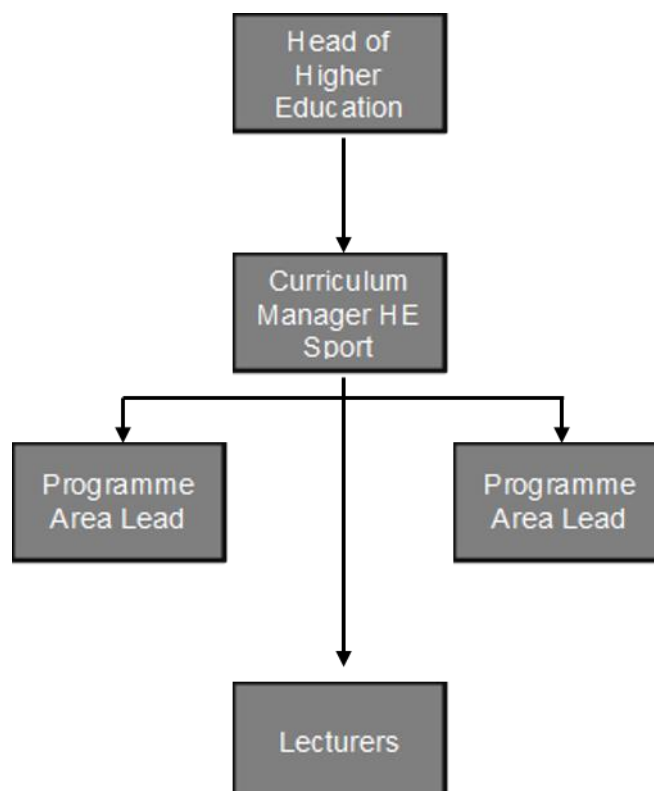 Head of
Higher
Education
Curriculum
Manager HE
Sport
Programme
Area Lead
Programme
Area Lead
Lecturers